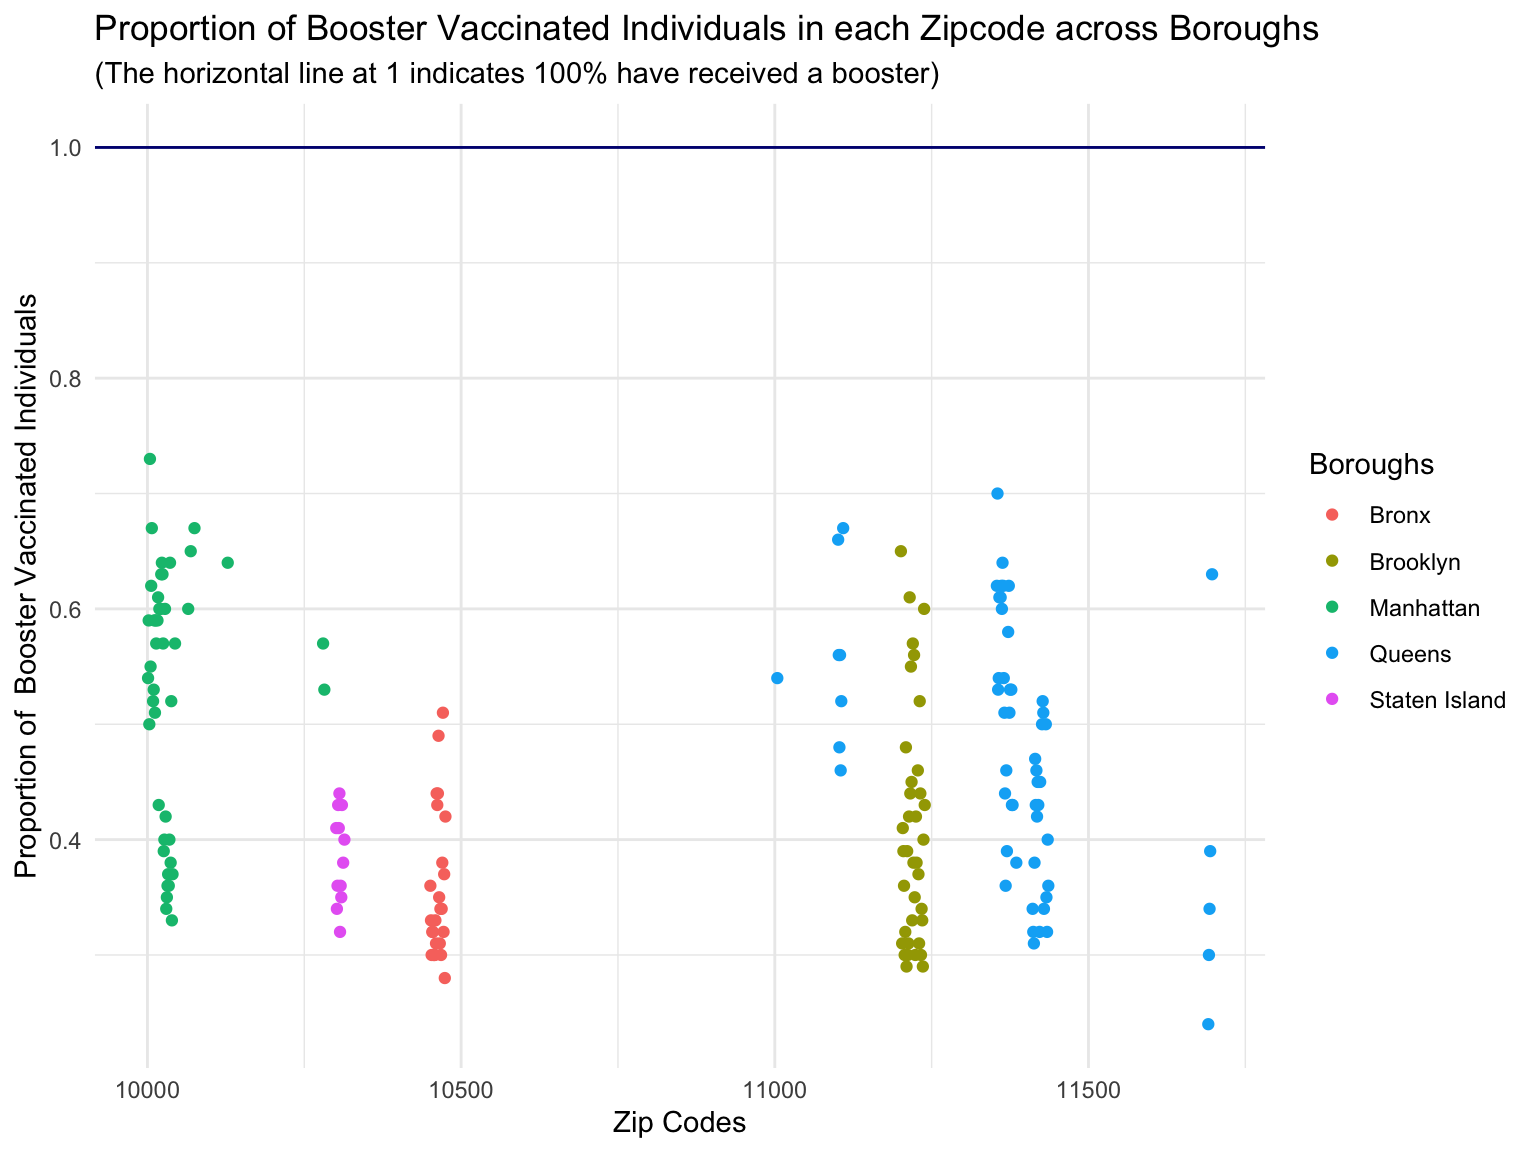 Proportion of Booster Vaccinated Individuals in each Zipcode across Boroughs
(The horizontal line at 1 indicates 100% have received a booster)
Proportion of  Booster Vaccinated Individuals
1.0
0.8
0.6
0.4
10000
10500
11000
11500
Zip Codes
Boroughs
Bronx
Brooklyn
Manhattan
Queens
Staten Island